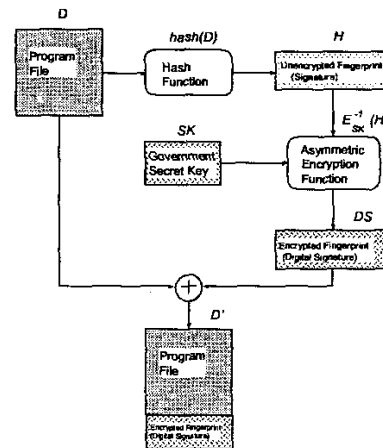 D
hash(D)
H
Program
File
Hash
Function
Unencrypted Fingerprint
(Signature)
SK
E⁻¹SK (H
Government
Secret Key
Asymmetric
Encryption
Function
DS
Encrypted Fingerprint
(Digital Signature)
+
D'
Program
File
Encrypted Fingerprint
(Digital Signature)